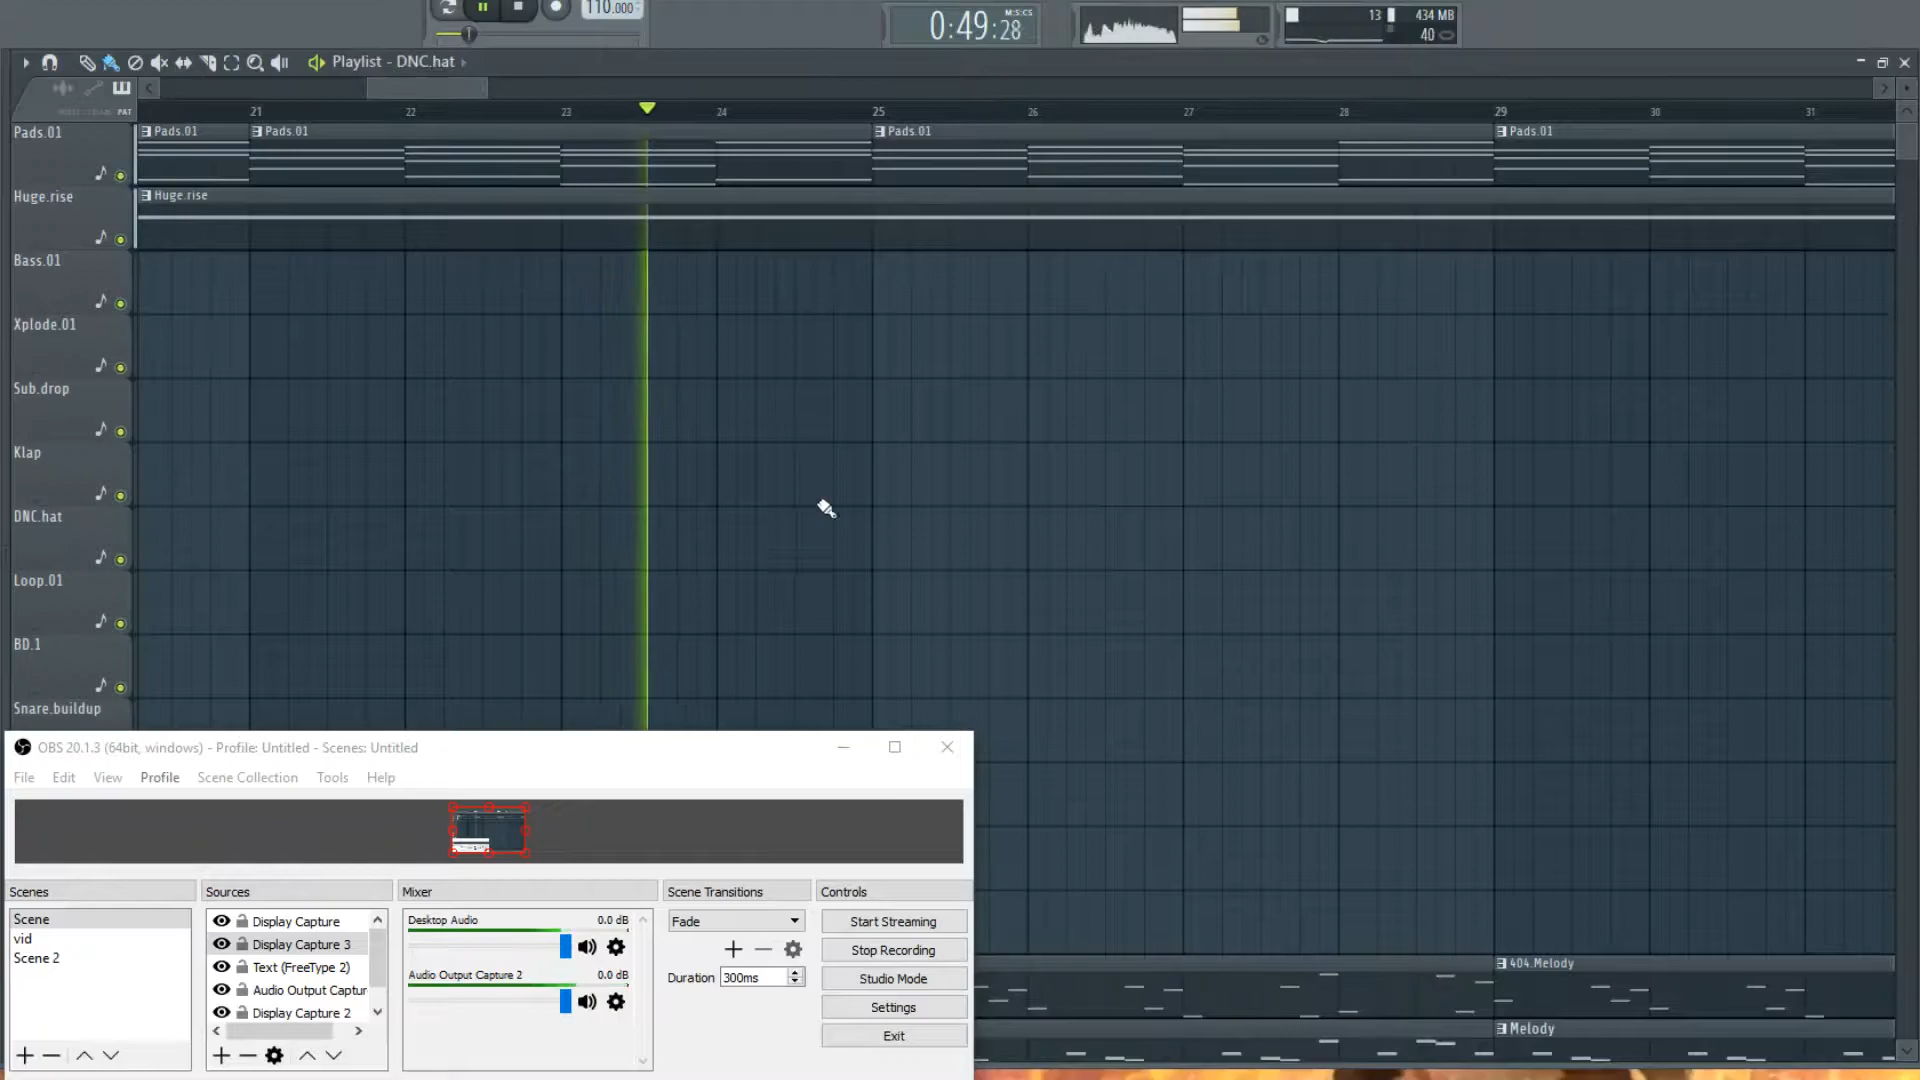 110.000
0:49:28
M:S:CS
13
434 MB
40
Playlist - DNC.hat
PAT
21 22 23 24 25 26 27 28 29 30 31
Pads.01
Pads.01
Pads.01
Pads.01
Pads.01
Huge.rise
Huge.rise
Bass.01
Xplode.01
Sub.drop
Klap
DNC.hat
Loop.01
BD.1
Snare.buildup
404.Melody
Melody
OBS 20.1.3 (64bit, windows) - Profile: Untitled - Scenes: Untitled
File Edit View Profile Scene Collection Tools Help
Scenes
Scene
vid
Scene 2
Sources
Display Capture
Display Capture 3
Text (FreeType 2)
Audio Output Captur
Display Capture 2
Mixer
Desktop Audio 0.0 dB
Audio Output Capture 2 0.0 dB
Scene Transitions
Fade
Duration 300ms
Controls
Start Streaming
Stop Recording
Studio Mode
Settings
Exit